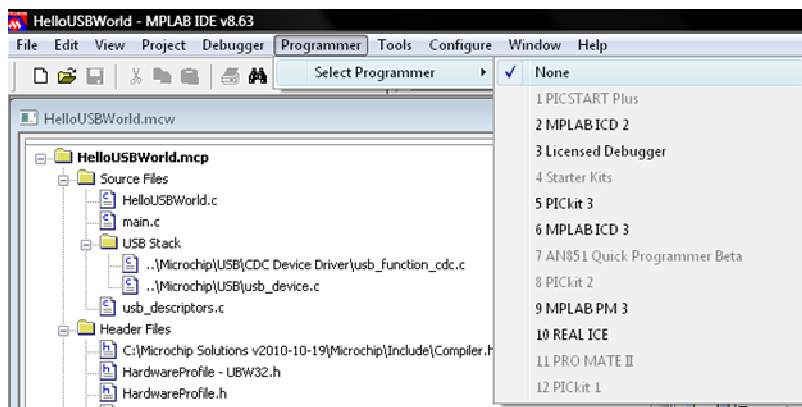 HelloUSBWorld - MPLAB IDE v8.63
File Edit View Project Debugger Programmer Tools Configure Window Help
Select Programmer
None
1 PICSTART Plus
2 MPLAB ICD 2
3 Licensed Debugger
4 Starter Kits
5 PICkit 3
6 MPLAB ICD 3
7 AN851 Quick Programmer Beta
8 PICkit 2
9 MPLAB PM 3
10 REAL ICE
11 PRO MATE II
12 PICkit 1
HelloUSBWorld.mcw
HelloUSBWorld.mcp
Source Files
HelloUSBWorld.c
main.c
USB Stack
..\Microchip\USB\CDC Device Driver\usb_function_cdc.c
..\Microchip\USB\usb_device.c
usb_descriptors.c
Header Files
C:\Microchip Solutions v2010-10-19\Microchip\Include\Compiler.h
HardwareProfile - UBW32.h
HardwareProfile.h